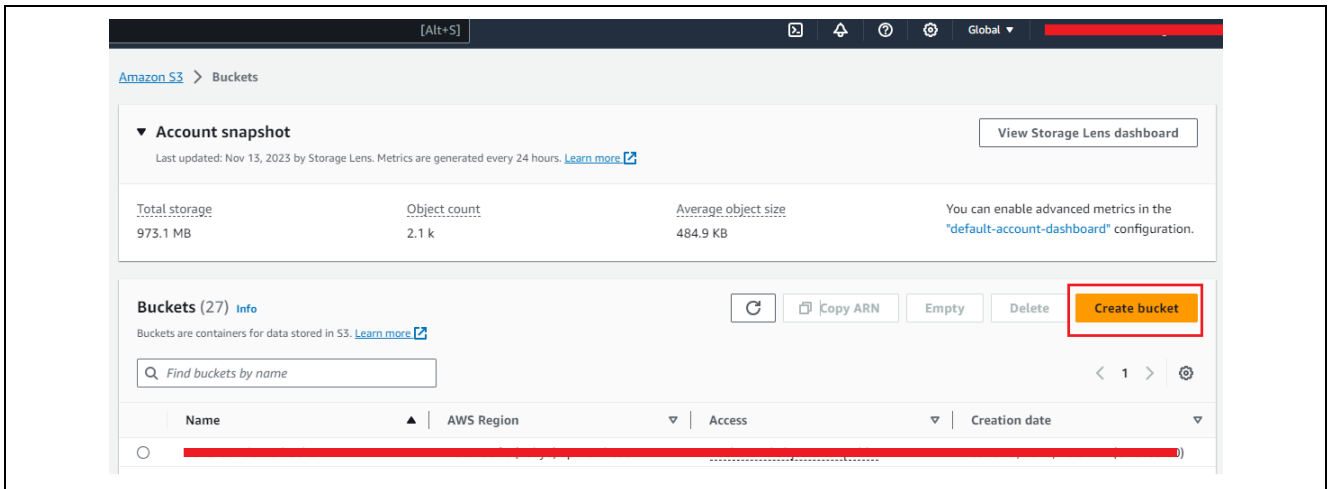 [Alt+S] Global ▼
Amazon S3 > Buckets
▼ Account snapshot
View Storage Lens dashboard
Last updated: Nov 13, 2023 by Storage Lens. Metrics are generated every 24 hours. Learn more
Total storage Object count Average object size You can enable advanced metrics in the
973.1 MB 2.1 k 484.9 KB "default-account-dashboard" configuration.
Buckets (27) Info Copy ARN Empty Delete Create bucket
Buckets are containers for data stored in S3. Learn more
Find buckets by name < 1 >
Name ▲ AWS Region Access Creation date